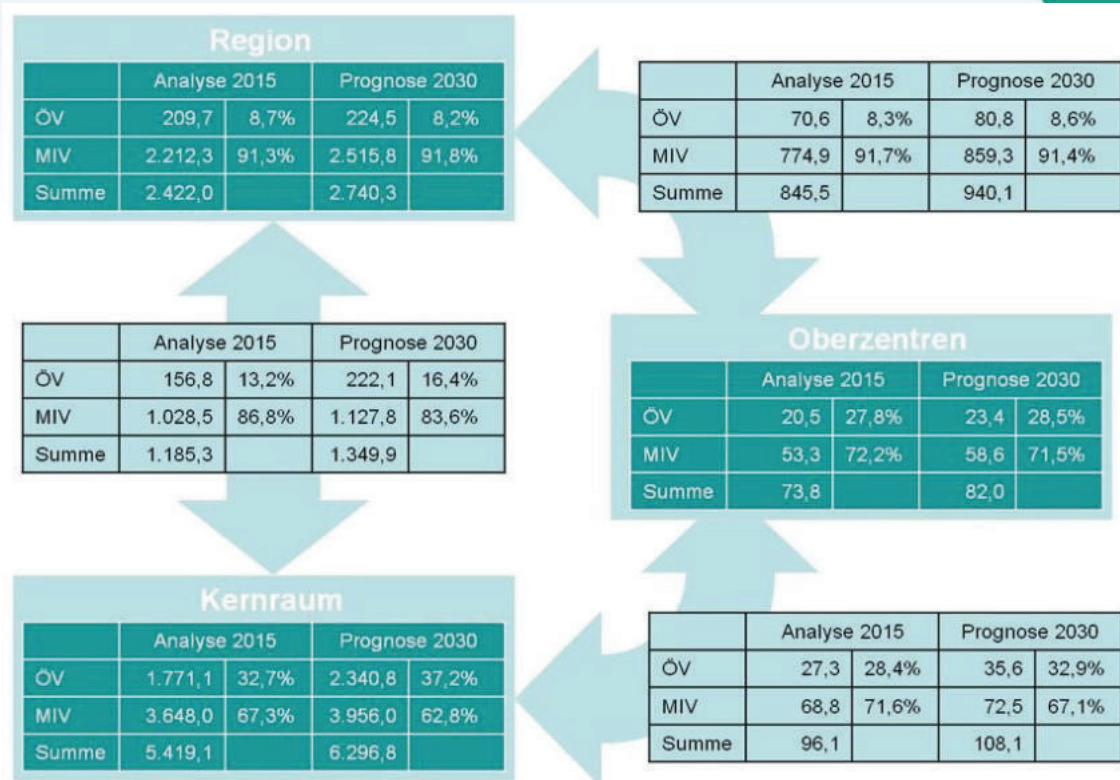 Region
Analyse 2015 Prognose 2030
ÖV 209,7 8,7% 224,5 8,2%
MIV 2.212,3 91,3% 2.515,8 91,8%
Summe 2.422,0 2.740,3
Analyse 2015 Prognose 2030
ÖV 70,6 8,3% 80,8 8,6%
MIV 774,9 91,7% 859,3 91,4%
Summe 845,5 940,1
Analyse 2015 Prognose 2030
ÖV 156,8 13,2% 222,1 16,4%
MIV 1.028,5 86,8% 1.127,8 83,6%
Summe 1.185,3 1.349,9
Oberzentren
Analyse 2015 Prognose 2030
ÖV 20,5 27,8% 23,4 28,5%
MIV 53,3 72,2% 58,6 71,5%
Summe 73,8 82,0
Kernraum
Analyse 2015 Prognose 2030
ÖV 1.771,1 32,7% 2.340,8 37,2%
MIV 3.648,0 67,3% 3.956,0 62,8%
Summe 5.419,1 6.296,8
Analyse 2015 Prognose 2030
ÖV 27,3 28,4% 35,6 32,9%
MIV 68,8 71,6% 72,5 67,1%
Summe 96,1 108,1